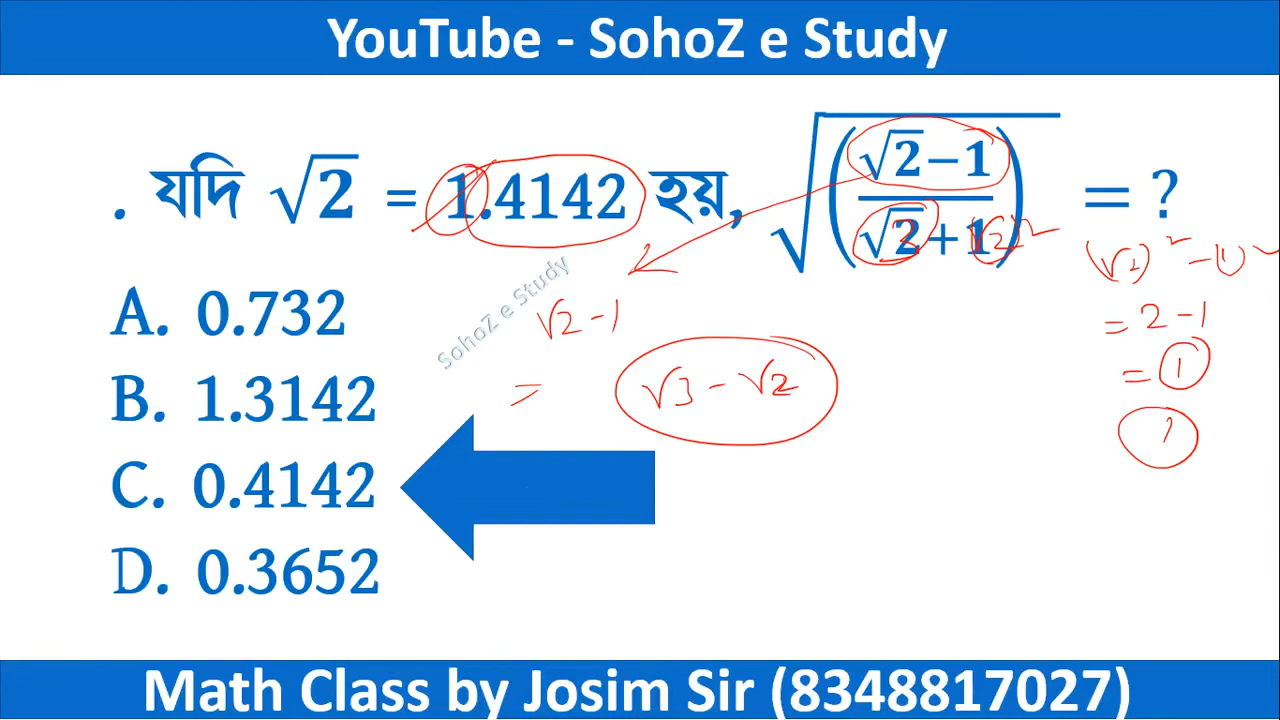 YouTube - SohoZ e Study
. যদি √2 = 1.4142 হয়, √((√2−1)/(√2+1)) = ?
(√2)² − (1)²
A. 0.732
SohoZ e Study
√2 - 1
= 2 - 1
= 1
B. 1.3142
= √3 - √2
1
C. 0.4142
D. 0.3652
Math Class by Josim Sir (8348817027)